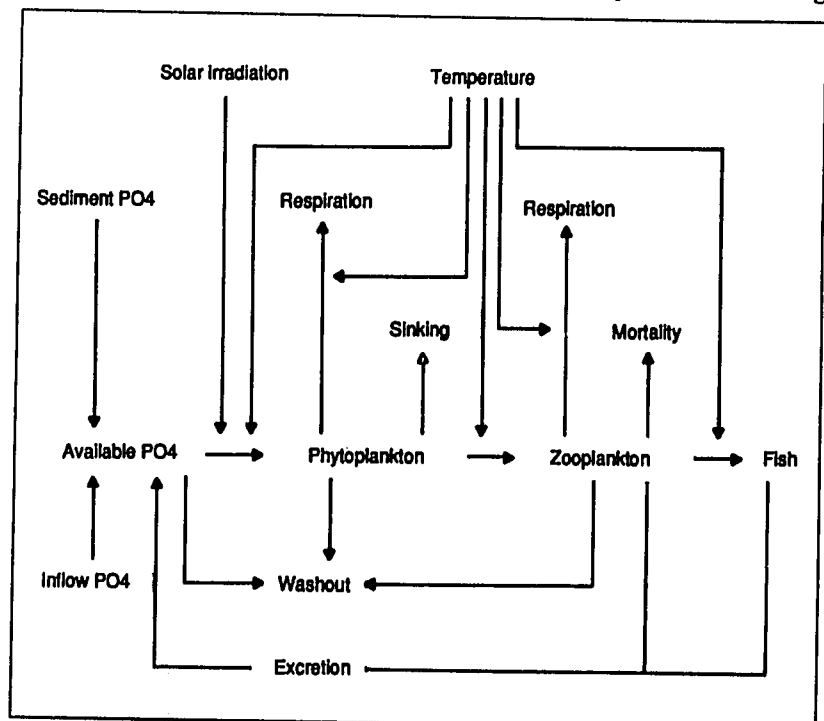 Solar irradiation
Temperature
Sediment PO4
Respiration
Respiration
Sinking
Mortality
Available PO4
Phytoplankton
Zooplankton
Fish
Inflow PO4
Washout
Excretion